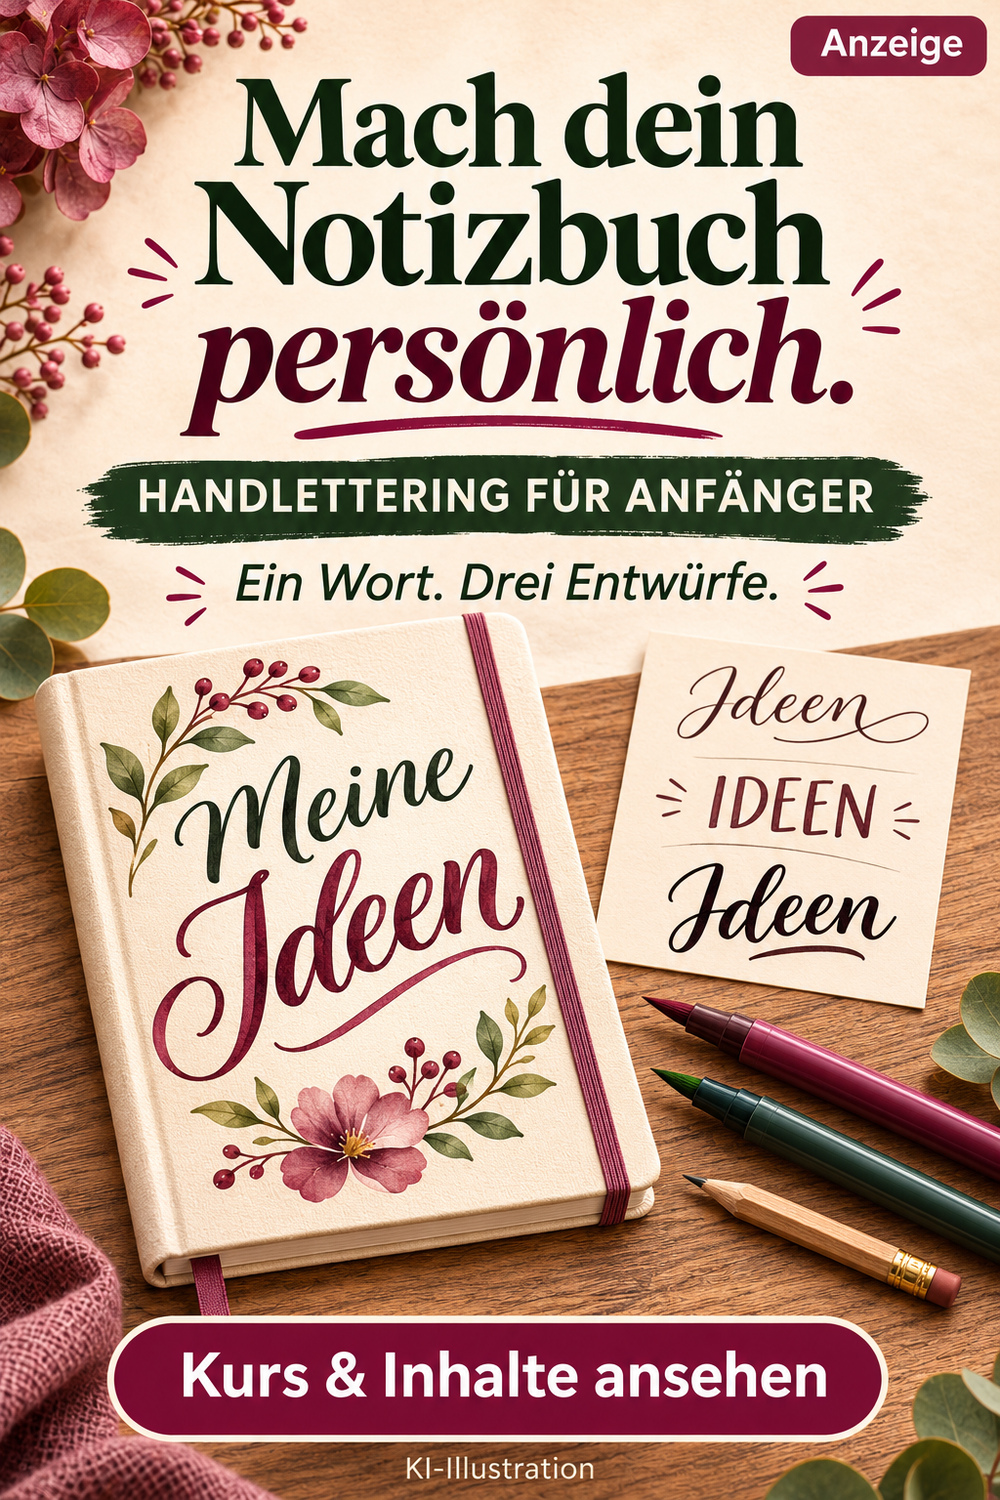 Anzeige
Mach dein
Notizbuch
persönlich.
HANDLETTERING FÜR ANFÄNGER
Ein Wort. Drei Entwürfe.
Meine
Ideen
Ideen
IDEEN
Ideen
Kurs & Inhalte ansehen
KI-Illustration